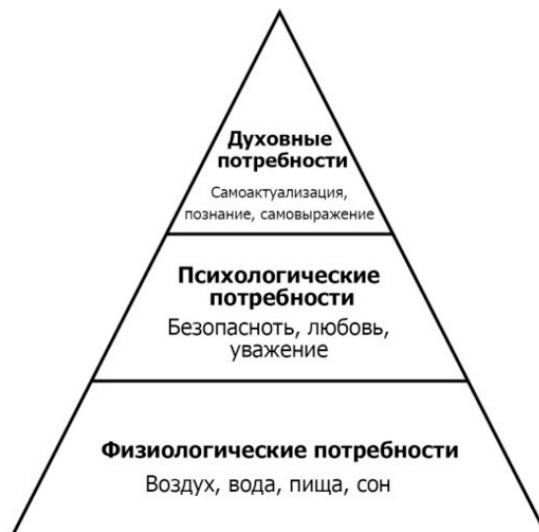 Духовные
потребности
Самоактуализация,
познание, самовыражение
Психологические
потребности
Безопасноть, любовь,
уважение
Физиологические потребности
Воздух, вода, пища, сон